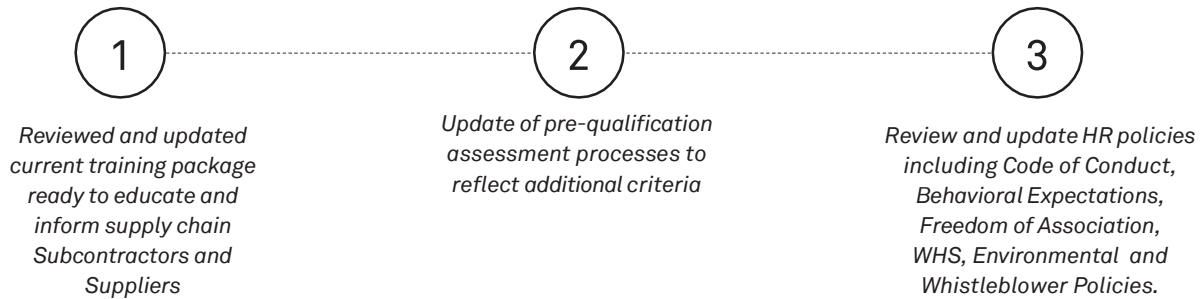 1
Reviewed and updated
current training package
ready to educate and
inform supply chain
Subcontractors and
Suppliers
2
Update of pre-qualification
assessment processes to
reflect additional criteria
3
Review and update HR policies
including Code of Conduct,
Behavioral Expectations,
Freedom of Association,
WHS, Environmental and
Whistleblower Policies.